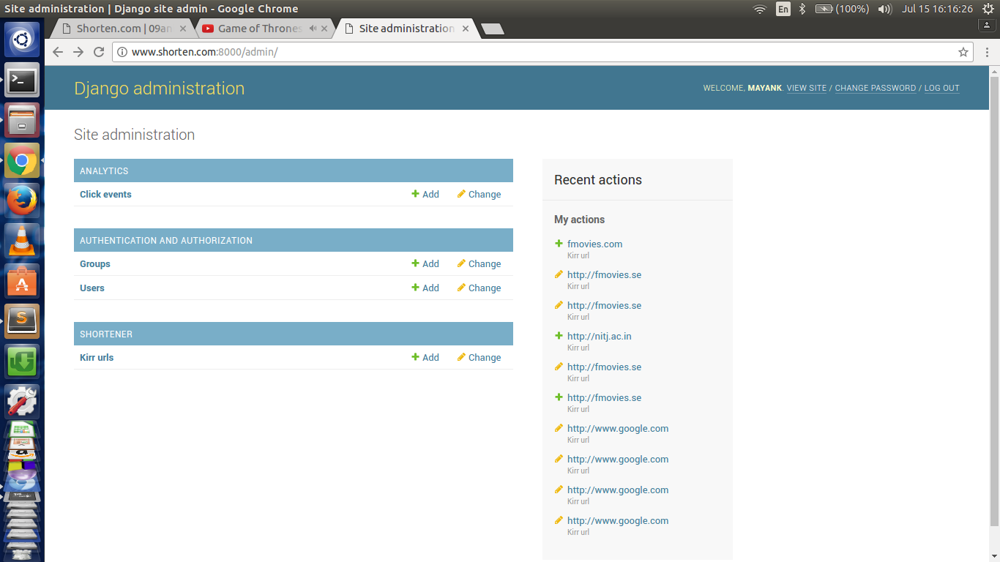 Site administration | Django site admin - Google Chrome
En
(100%)
Jul 15 16:16:26
Shorten.com | 09an
Game of Thrones
Site administration
www.shorten.com:8000/admin/
Django administration
WELCOME, MAYANK. VIEW SITE / CHANGE PASSWORD / LOG OUT
Site administration
ANALYTICS
Click events Add Change
AUTHENTICATION AND AUTHORIZATION
Groups Add Change
Users Add Change
SHORTENER
Kirr urls Add Change
Recent actions
My actions
fmovies.com
Kirr url
http://fmovies.se
Kirr url
http://fmovies.se
Kirr url
http://nitj.ac.in
Kirr url
http://fmovies.se
Kirr url
http://fmovies.se
Kirr url
http://www.google.com
Kirr url
http://www.google.com
Kirr url
http://www.google.com
Kirr url
http://www.google.com
Kirr url